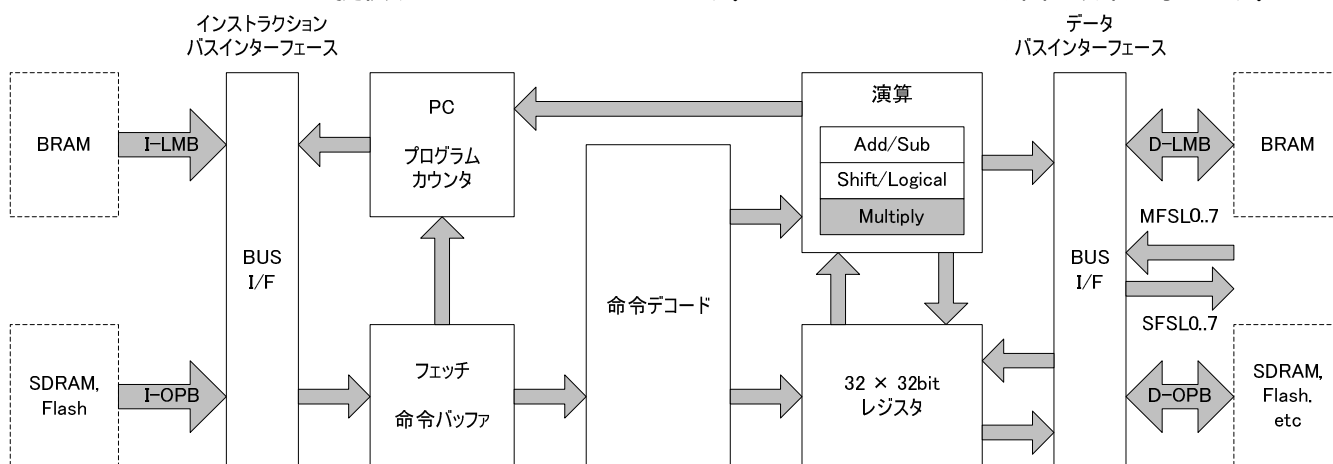 インストラクション
バスインターフェース
データ
バスインターフェース
BRAM
I-LMB
PC
プログラム
カウンタ
演算
Add/Sub
Shift/Logical
Multiply
D-LMB
BRAM
MFSL0..7
BUS
I/F
命令デコード
BUS
I/F
SFSL0..7
SDRAM,
Flash
I-OPB
フェッチ
命令バッファ
32 × 32bit
レジスタ
D-OPB
SDRAM,
Flash,
etc